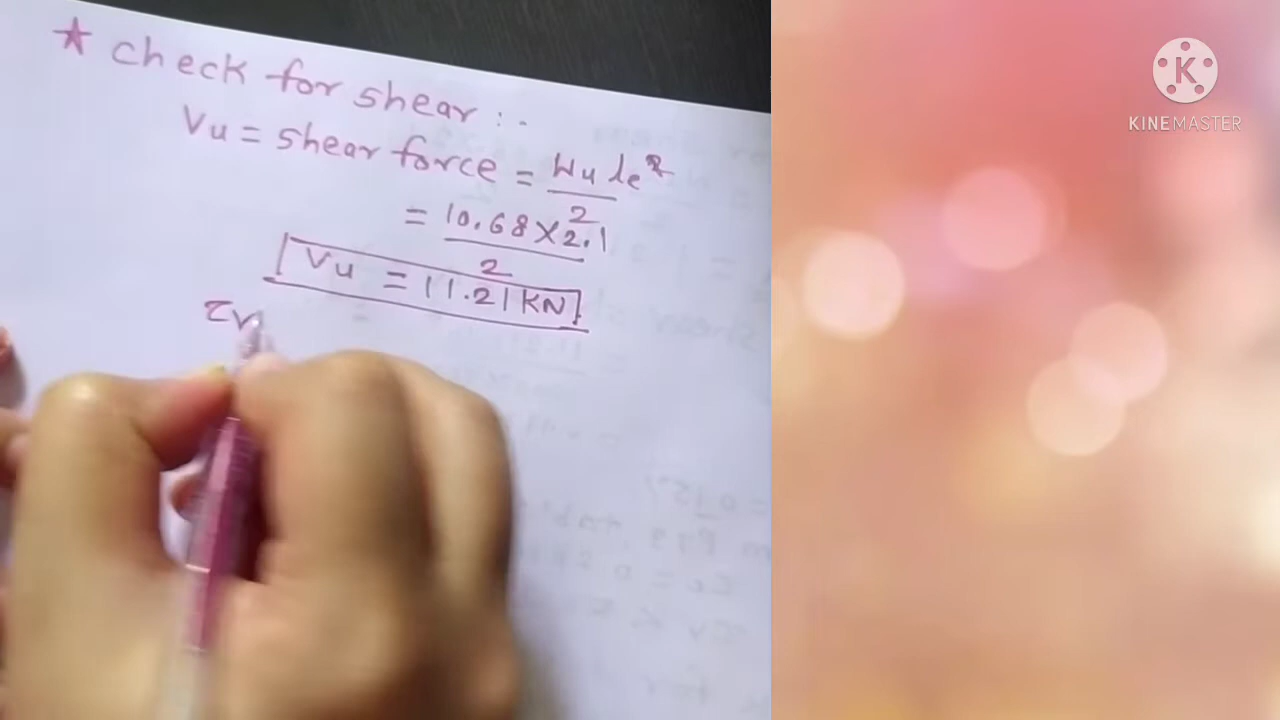 ★ Check for shear :-
Vu = shear force = Wu le²
2
= 10.68 X 2.1
2
Vu = 11.21 KN
τv
K
KINEMASTER